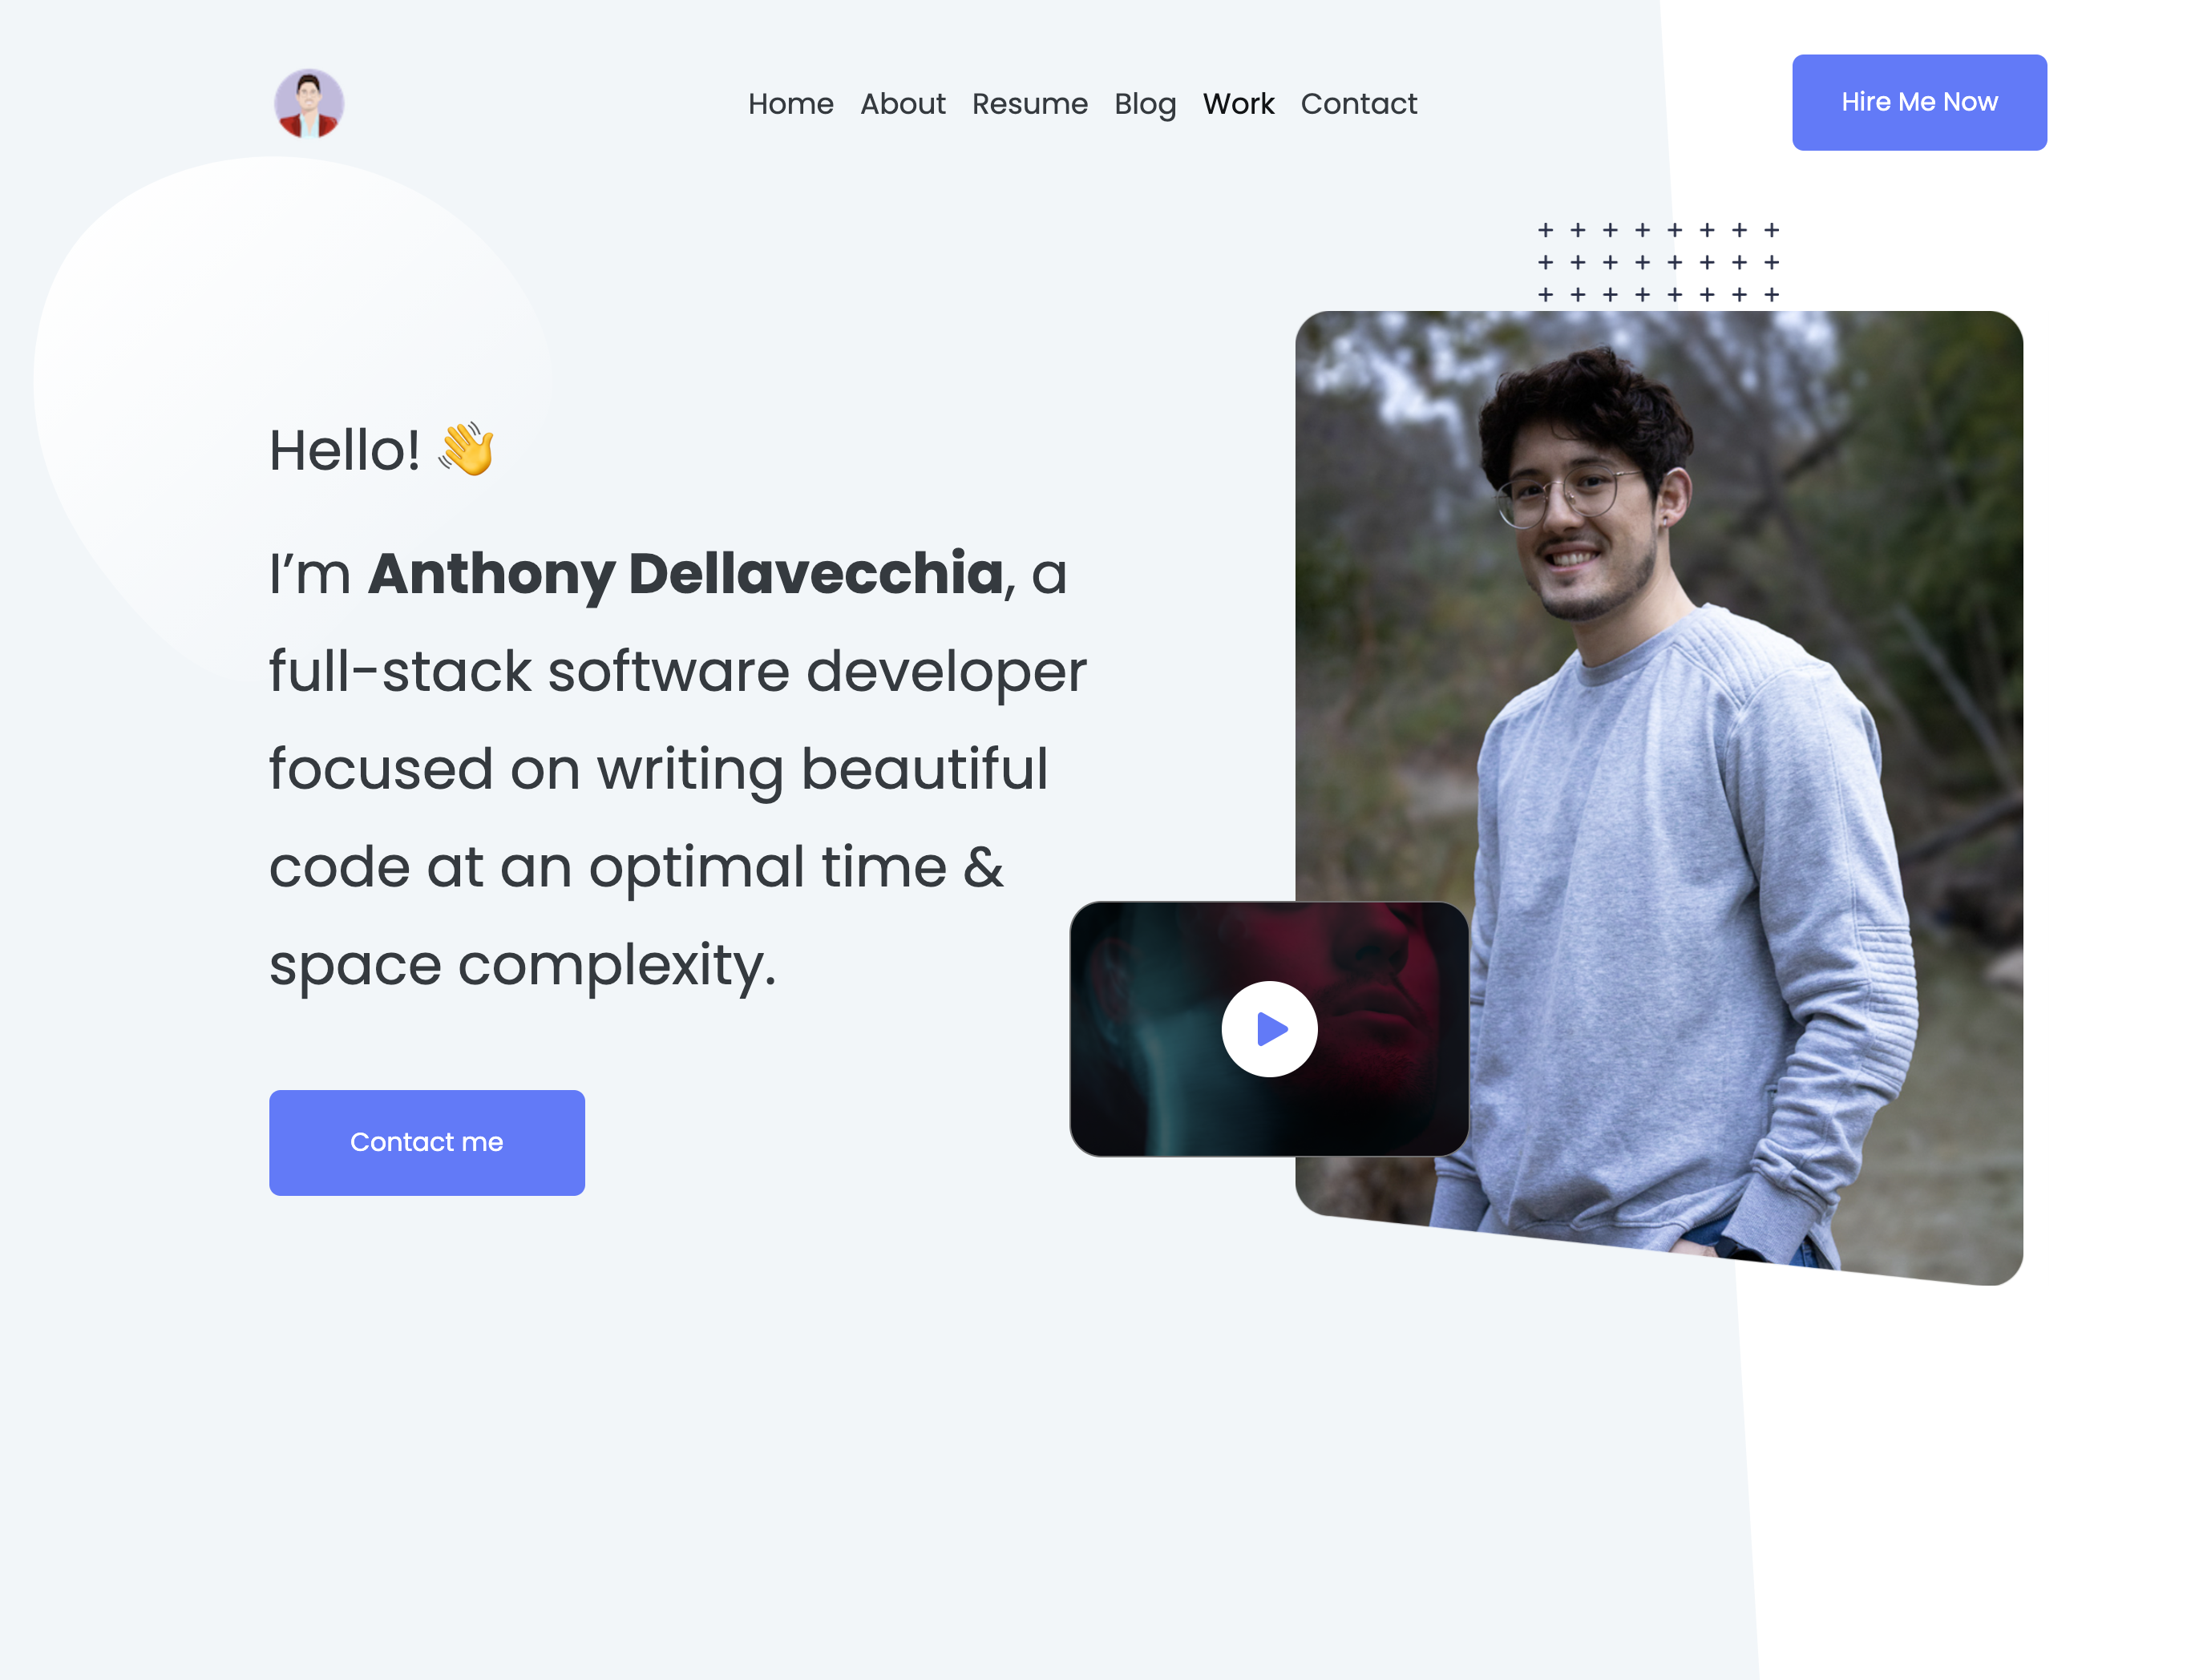 Home About Resume Blog Work Contact
Hire Me Now
Hello! 👋
I’m Anthony Dellavecchia, a
full-stack software developer
focused on writing beautiful
code at an optimal time &
space complexity.
Contact me